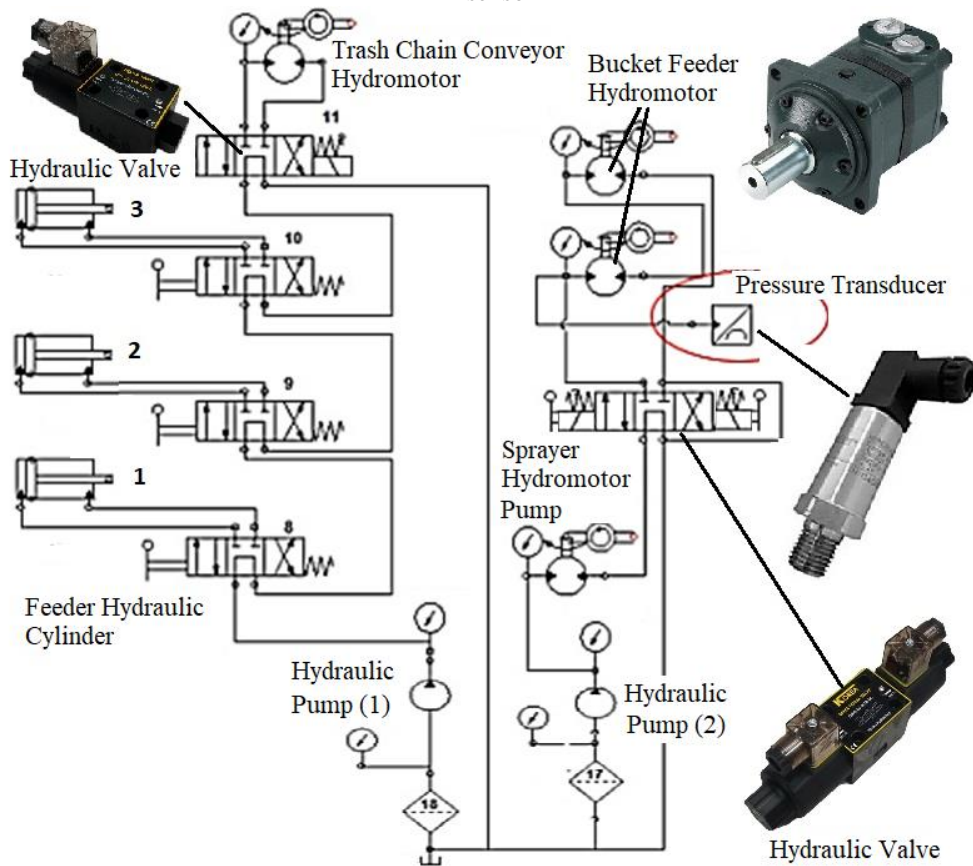 Trash Chain Conveyor
Hydromotor
Bucket Feeder
Hydromotor
11
Hydraulic Valve
3
10
Pressure Transducer
2
9
Sprayer
Hydromotor
Pump
1
8
Feeder Hydraulic
Cylinder
Hydraulic
Pump (1)
Hydraulic
Pump (2)
17
18
Hydraulic Valve